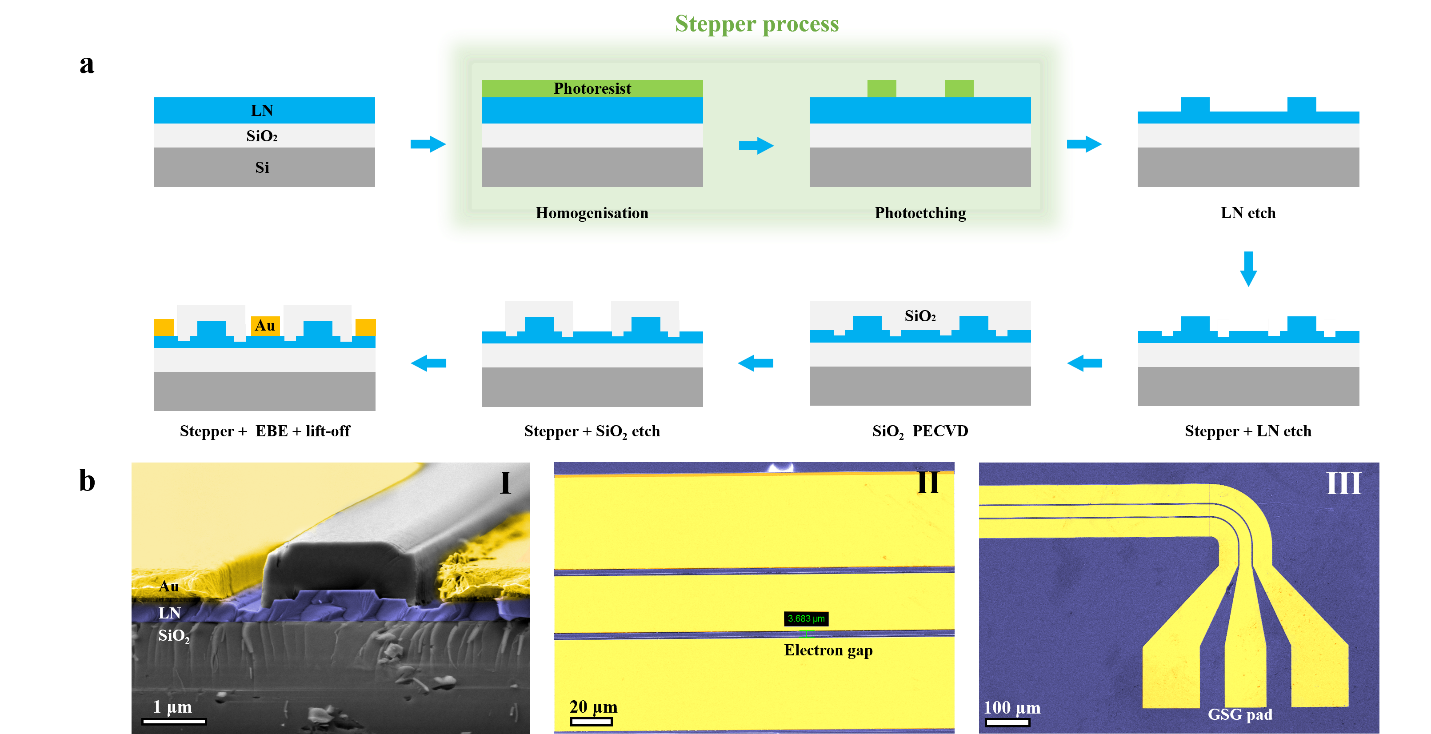 Stepper process
a
LN
SiO₂
Si
Photoresist
Homogenisation
Photoetching
LN etch
Au
SiO₂
Stepper + EBE + lift-off
Stepper + SiO₂ etch
SiO₂ PECVD
Stepper + LN etch
b
I
Au
LN
SiO₂
1 μm
II
3.683 μm
Electron gap
20 μm
III
100 μm
GSG pad